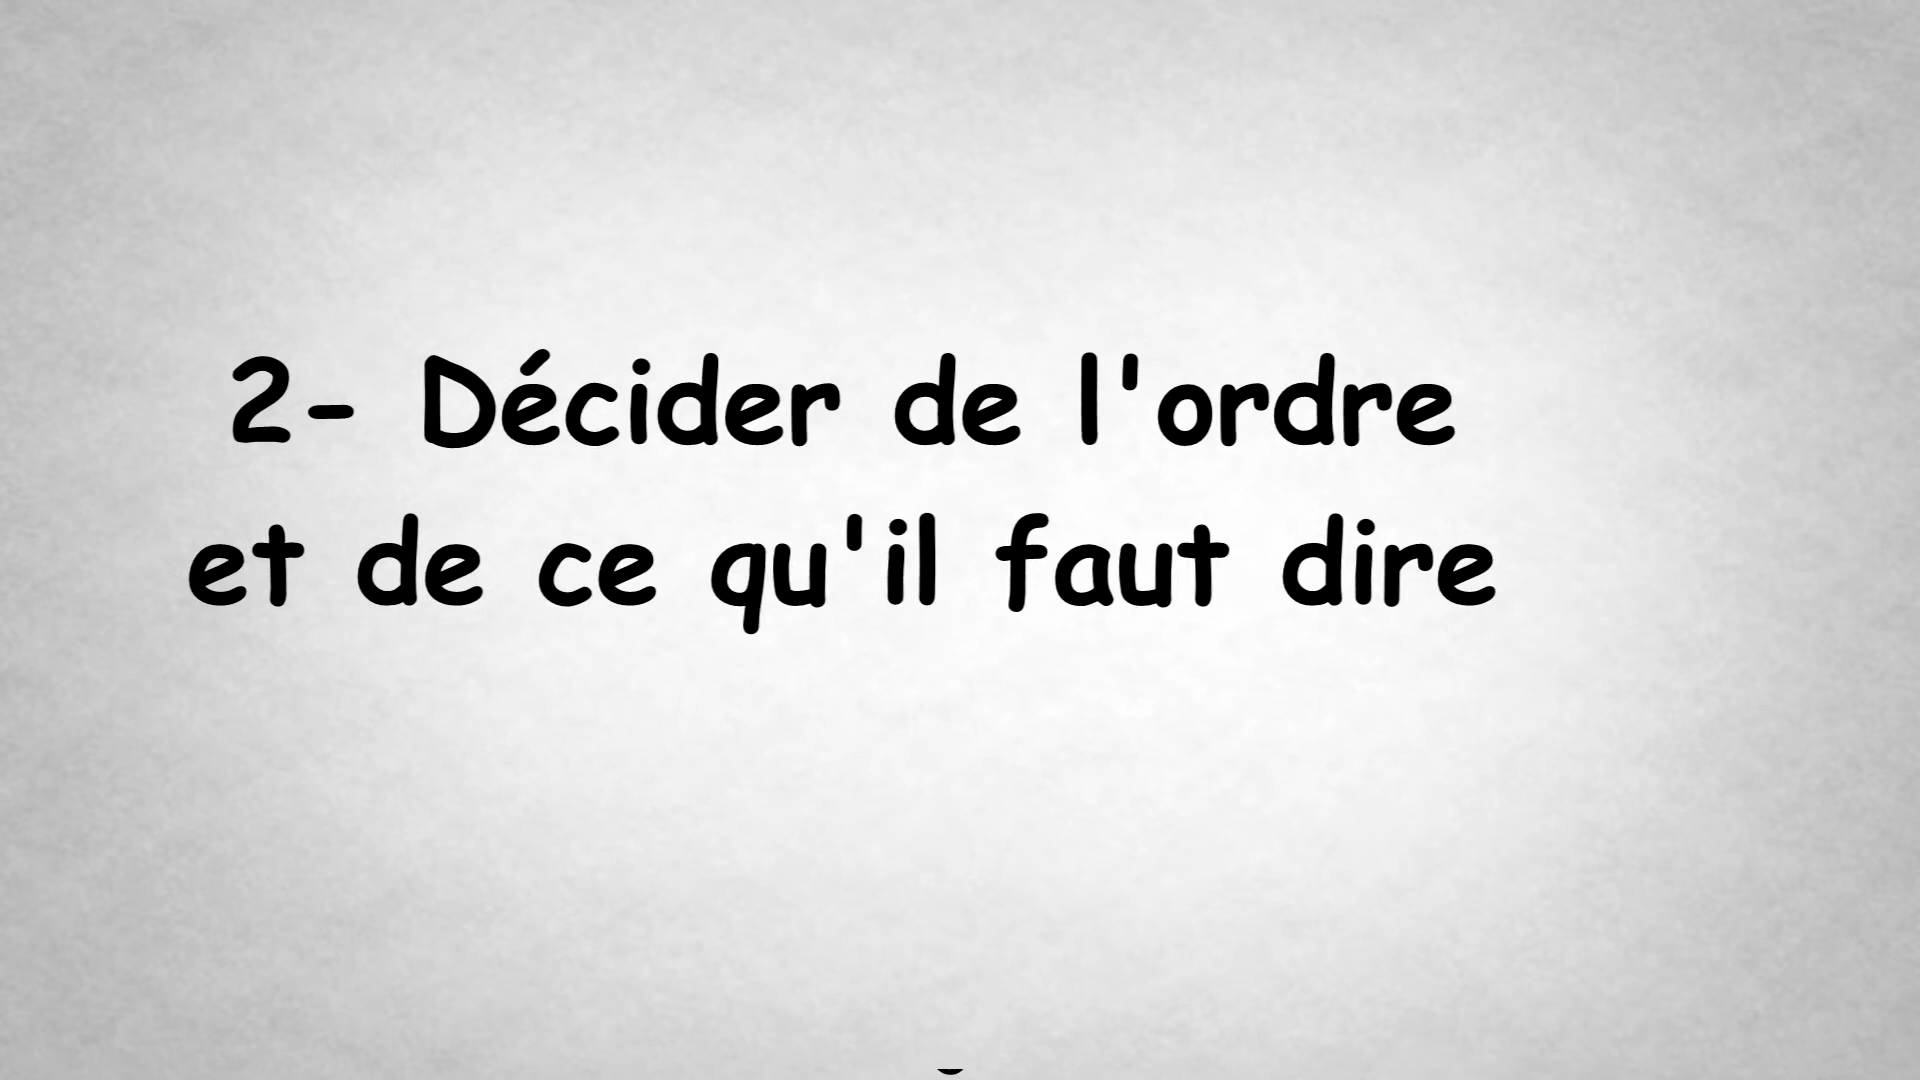 2- Décider de l'ordre
et de ce qu'il faut dire